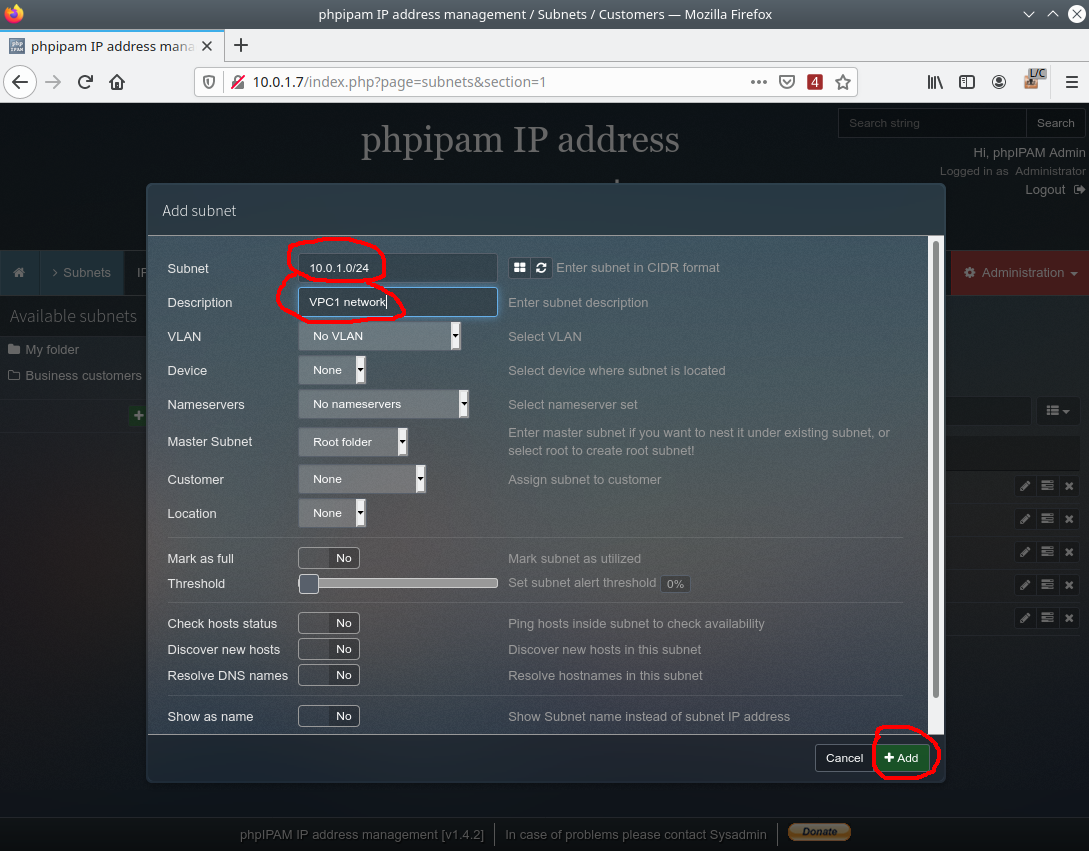 phpipam IP address management / Subnets / Customers — Mozilla Firefox
php
IPAM
phpipam IP address mana
10.0.1.7/index.php?page=subnets&section=1
4
L/C
phpipam IP address
Search string
Search
Hi, phpIPAM Admin
Logged in as Administrator
Logout
Subnets
IP
Administration
Available subnets
My folder
Business customers
Add subnet
Subnet
10.0.1.0/24
Enter subnet in CIDR format
Description
VPC1 network
Enter subnet description
VLAN
No VLAN
Select VLAN
Device
None
Select device where subnet is located
Nameservers
No nameservers
Select nameserver set
Master Subnet
Root folder
Enter master subnet if you want to nest it under existing subnet, or
select root to create root subnet!
Customer
None
Assign subnet to customer
Location
None
Mark as full
No
Mark subnet as utilized
Threshold
Set subnet alert threshold 0%
Check hosts status
No
Ping hosts inside subnet to check availability
Discover new hosts
No
Discover new hosts in this subnet
Resolve DNS names
No
Resolve hostnames in this subnet
Show as name
No
Show Subnet name instead of subnet IP address
Cancel
+ Add
phpIPAM IP address management [v1.4.2]
In case of problems please contact Sysadmin
Donate